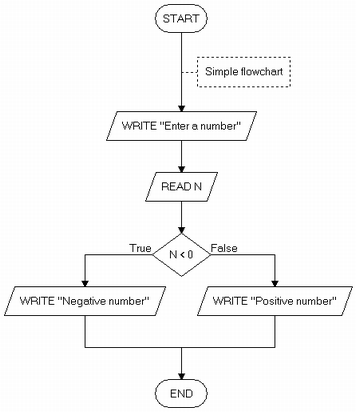 START
Simple flowchart
WRITE "Enter a number"
READ N
True
False
N < 0
WRITE "Negative number"
WRITE "Positive number"
END